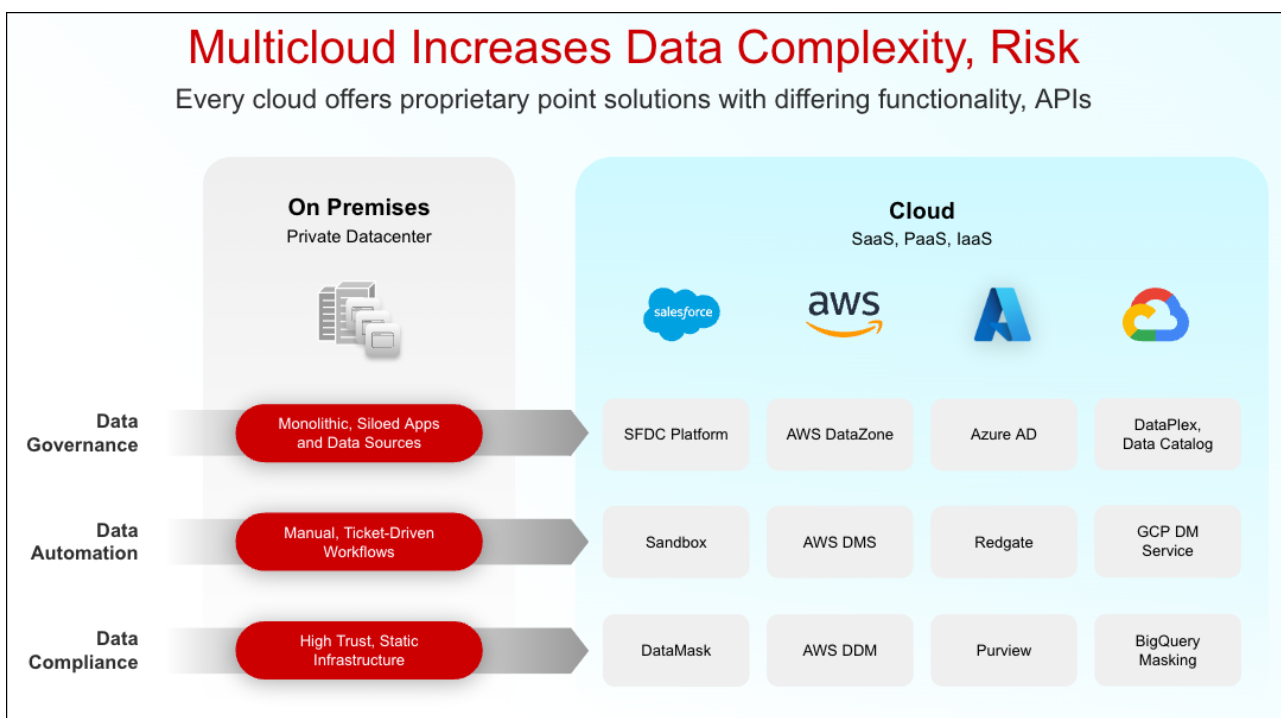 Multicloud Increases Data Complexity, Risk
Every cloud offers proprietary point solutions with differing functionality, APIs
On Premises
Private Datacenter
Cloud
SaaS, PaaS, IaaS
salesforce
aws
Data
Governance
Monolithic, Siloed Apps
and Data Sources
SFDC Platform
AWS DataZone
Azure AD
DataPlex,
Data Catalog
Data
Automation
Manual, Ticket-Driven
Workflows
Sandbox
AWS DMS
Redgate
GCP DM
Service
Data
Compliance
High Trust, Static
Infrastructure
DataMask
AWS DDM
Purview
BigQuery
Masking